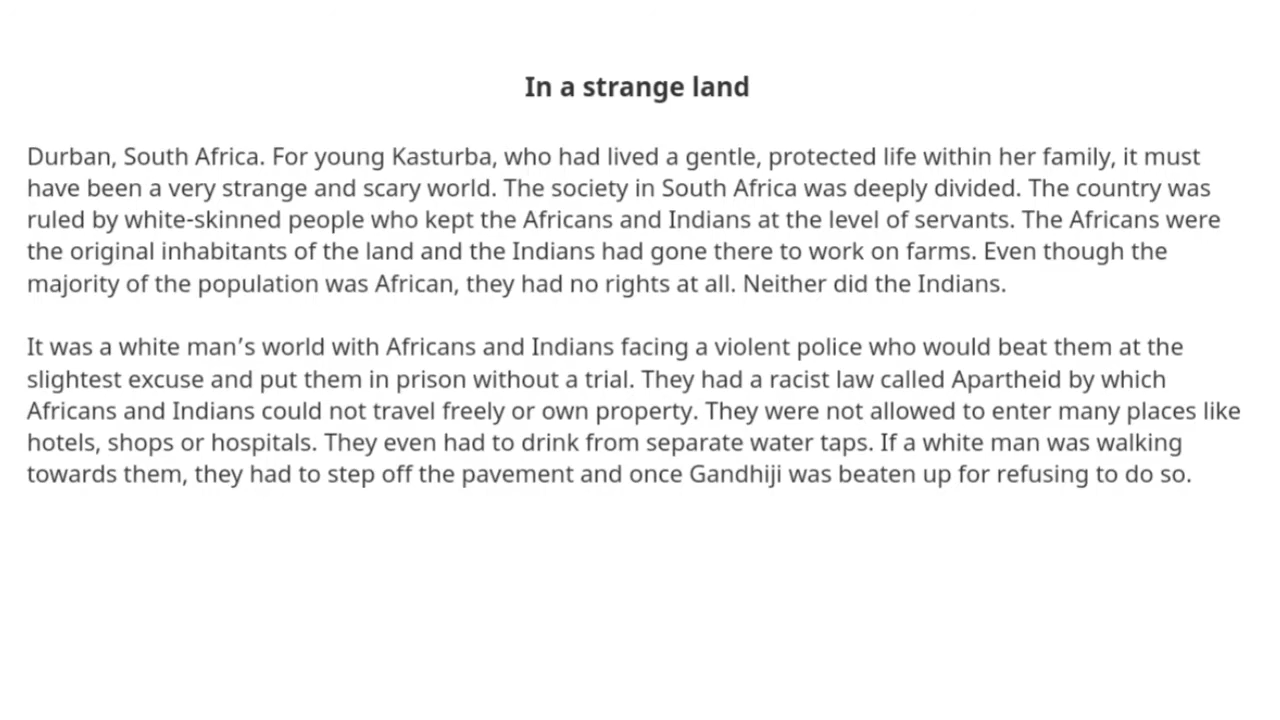 In a strange land
Durban, South Africa. For young Kasturba, who had lived a gentle, protected life within her family, it must
have been a very strange and scary world. The society in South Africa was deeply divided. The country was
ruled by white-skinned people who kept the Africans and Indians at the level of servants. The Africans were
the original inhabitants of the land and the Indians had gone there to work on farms. Even though the
majority of the population was African, they had no rights at all. Neither did the Indians.
It was a white man’s world with Africans and Indians facing a violent police who would beat them at the
slightest excuse and put them in prison without a trial. They had a racist law called Apartheid by which
Africans and Indians could not travel freely or own property. They were not allowed to enter many places like
hotels, shops or hospitals. They even had to drink from separate water taps. If a white man was walking
towards them, they had to step off the pavement and once Gandhiji was beaten up for refusing to do so.